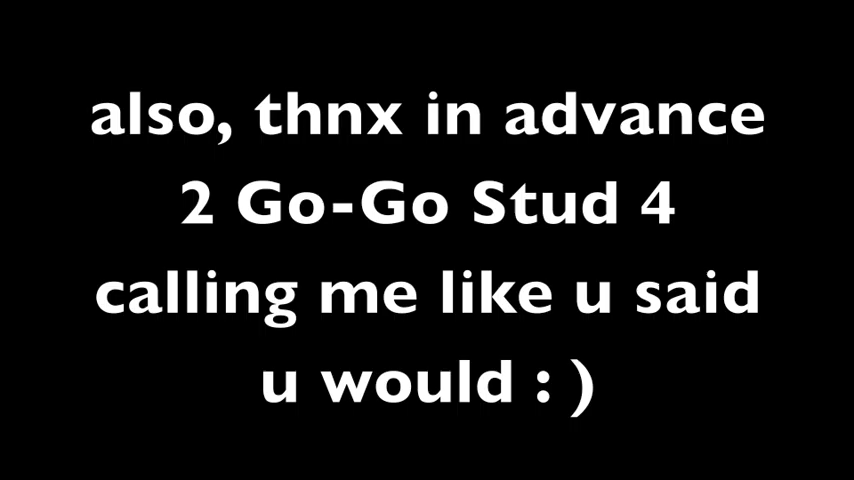 also, thnx in advance
2 Go-Go Stud 4
calling me like u said
u would : )